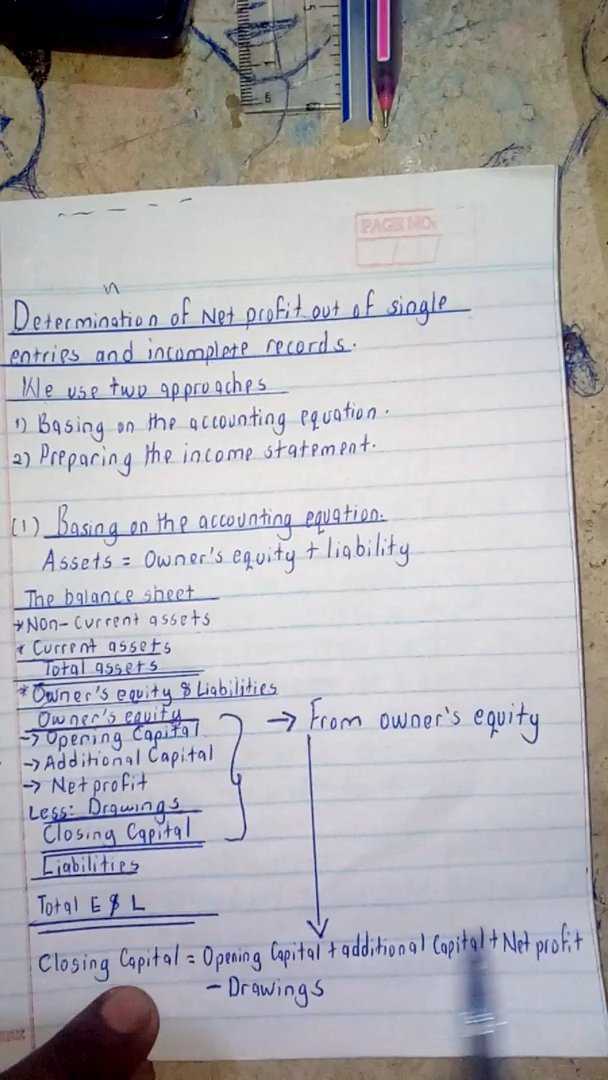 PAGE NO.
Determination of Net profit out of single
entries and incomplete records.
We use two approaches
1) Basing on the accounting equation.
2) Preparing the income statement.
(1) Basing on the accounting equation.
Assets = Owner's equity + liability
The balance sheet
* Non-current assets
* Current assets
Total assets
* Owner's equity & Liabilities
Owner's equity
→ Opening Capital
→ Additional Capital
→ Net profit
Less: Drawings
Closing Capital
→ From owner's equity
Liabilities
Total E & L
Closing Capital = Opening Capital + additional Capital + Net profit
- Drawings